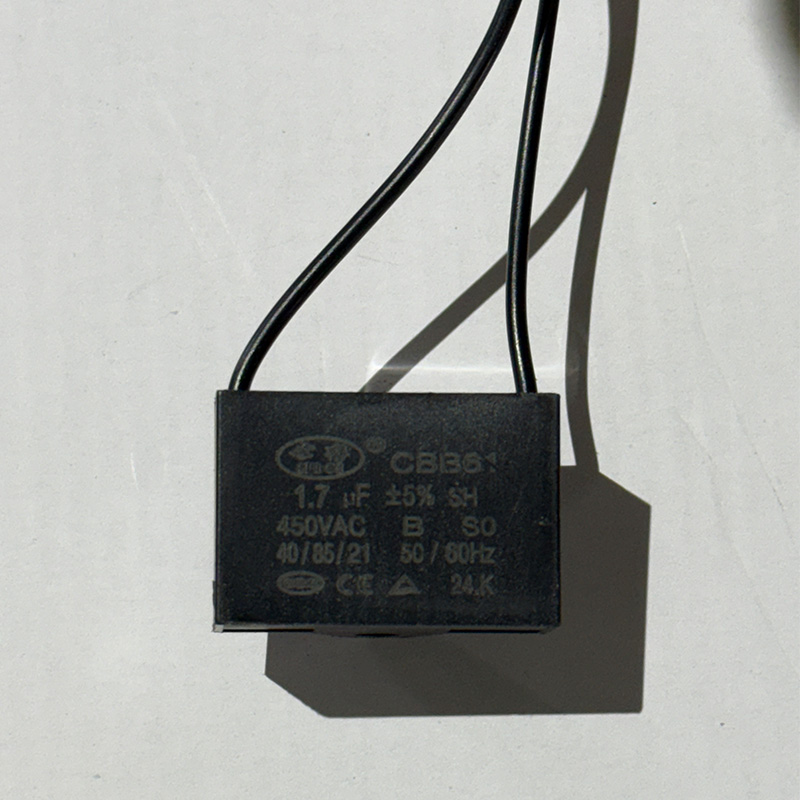 ® CBB61
1.7 µF ±5% SH
450VAC B S0
40/85/21 50/60Hz
CE 24.K